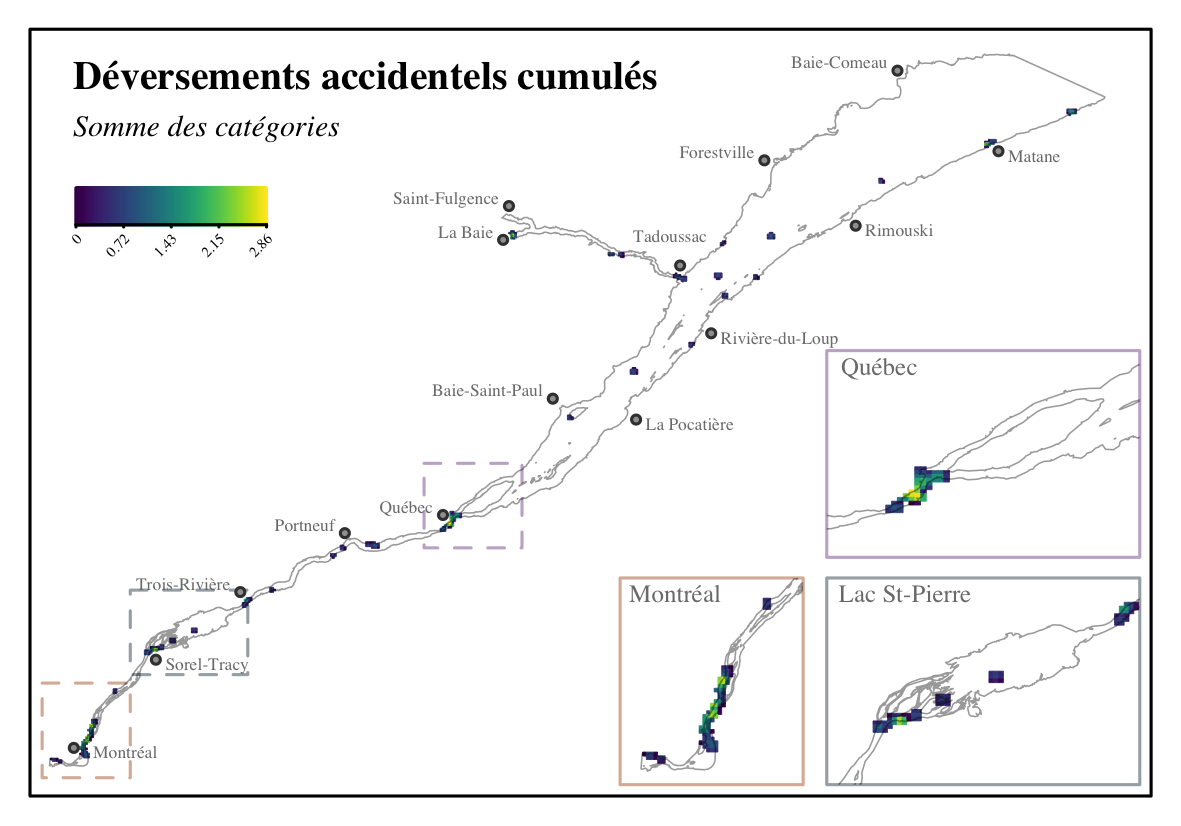 Déversements accidentels cumulés
Somme des catégories
0
0.72
1.43
2.15
2.86
Baie-Comeau
Forestville
Matane
Saint-Fulgence
La Baie
Tadoussac
Rimouski
Rivière-du-Loup
Baie-Saint-Paul
La Pocatière
Québec
Portneuf
Trois-Rivière
Sorel-Tracy
Montréal
Québec
Montréal
Lac St-Pierre